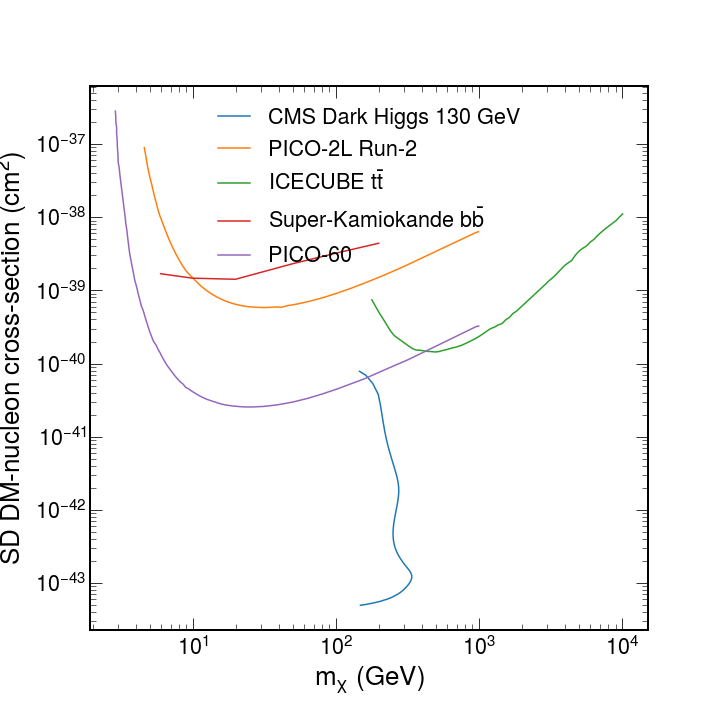 CMS Dark Higgs 130 GeV
PICO-2L Run-2
ICECUBE tt̄
Super-Kamiokande bb̄
PICO-60
SD DM-nucleon cross-section (cm²)
10⁻³⁷
10⁻³⁸
10⁻³⁹
10⁻⁴⁰
10⁻⁴¹
10⁻⁴²
10⁻⁴³
10¹ 10² 10³ 10⁴
mχ (GeV)